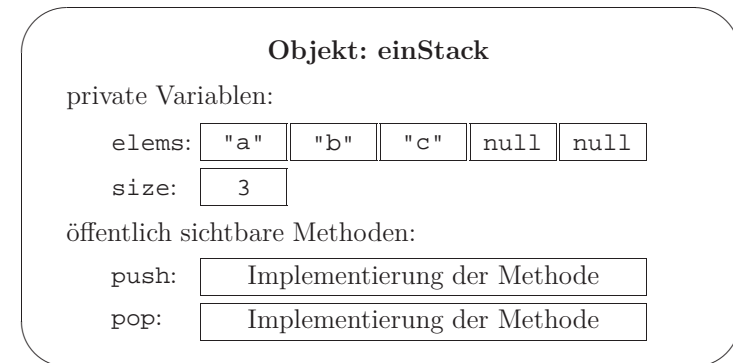 Objekt: einStack
private Variablen:
elems: "a" "b" "c" null null
size: 3
öffentlich sichtbare Methoden:
push: Implementierung der Methode
pop: Implementierung der Methode